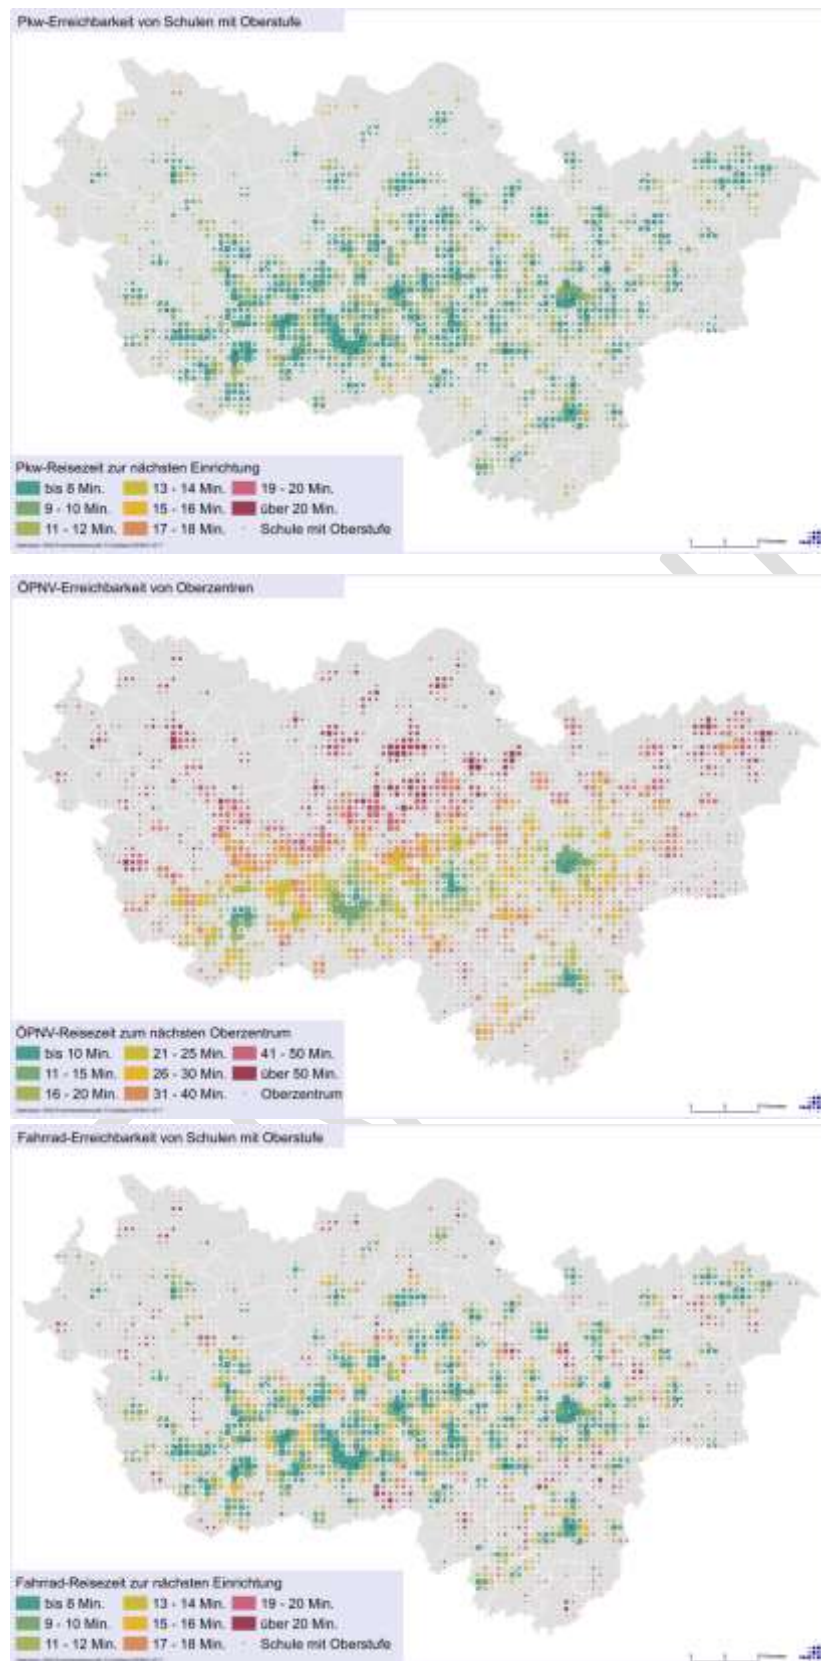 Pkw-Erreichbarkeit von Schulen mit Oberstufe
Pkw-Reisezeit zur nächsten Einrichtung
bis 8 Min. 13 - 14 Min. 19 - 20 Min.
9 - 10 Min. 15 - 16 Min. über 20 Min.
11 - 12 Min. 17 - 18 Min. Schule mit Oberstufe
ÖPNV-Erreichbarkeit von Oberzentren
ÖPNV-Reisezeit zum nächsten Oberzentrum
bis 10 Min. 21 - 25 Min. 41 - 50 Min.
11 - 15 Min. 26 - 30 Min. über 50 Min.
16 - 20 Min. 31 - 40 Min. Oberzentrum
Fahrrad-Erreichbarkeit von Schulen mit Oberstufe
Fahrrad-Reisezeit zur nächsten Einrichtung
bis 8 Min. 13 - 14 Min. 19 - 20 Min.
9 - 10 Min. 15 - 16 Min. über 20 Min.
11 - 12 Min. 17 - 18 Min. Schule mit Oberstufe